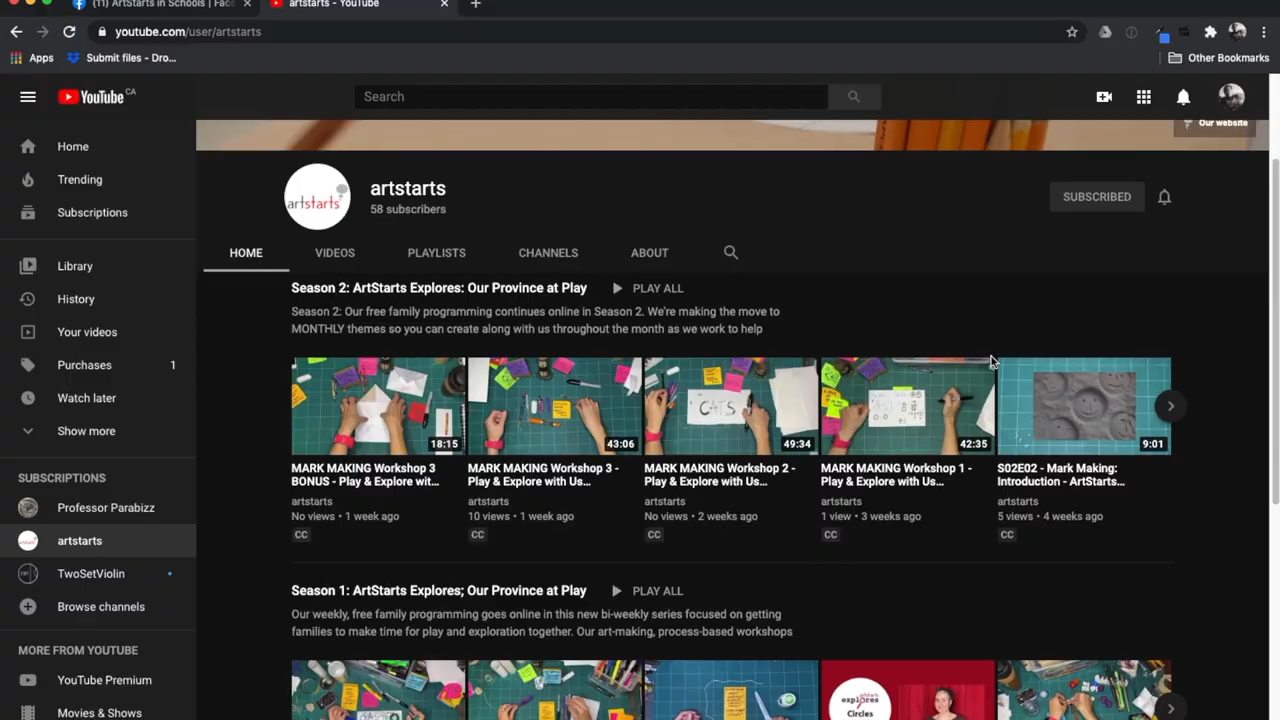 (11) ArtStarts in Schools | Face
artstarts - YouTube
youtube.com/user/artstarts
Apps
Submit files - Dro...
Other Bookmarks
YouTube CA
Search
Our website
Home
Trending
Subscriptions
Library
History
Your videos
Purchases 1
Watch later
Show more
SUBSCRIPTIONS
Professor Parabizz
artstarts
TwoSetViolin
Browse channels
MORE FROM YOUTUBE
YouTube Premium
Movies & Shows
artstarts
artstarts
58 subscribers
SUBSCRIBED
HOME
VIDEOS
PLAYLISTS
CHANNELS
ABOUT
Season 2: ArtStarts Explores: Our Province at Play
PLAY ALL
Season 2: Our free family programming continues online in Season 2. We're making the move to
MONTHLY themes so you can create along with us throughout the month as we work to help
18:15
MARK MAKING Workshop 3
BONUS - Play & Explore wit...
artstarts
No views • 1 week ago
CC
43:06
MARK MAKING Workshop 3 -
Play & Explore with Us...
artstarts
10 views • 1 week ago
CC
CATS
49:34
MARK MAKING Workshop 2 -
Play & Explore with Us...
artstarts
No views • 2 weeks ago
CC
42:35
MARK MAKING Workshop 1 -
Play & Explore with Us...
artstarts
1 view • 3 weeks ago
CC
9:01
S02E02 - Mark Making:
Introduction - ArtStarts...
artstarts
5 views • 4 weeks ago
CC
Season 1: ArtStarts Explores; Our Province at Play
PLAY ALL
Our weekly, free family programming goes online in this new bi-weekly series focused on getting
families to make time for play and exploration together. Our art-making, process-based workshops
artstarts
explores
Circles